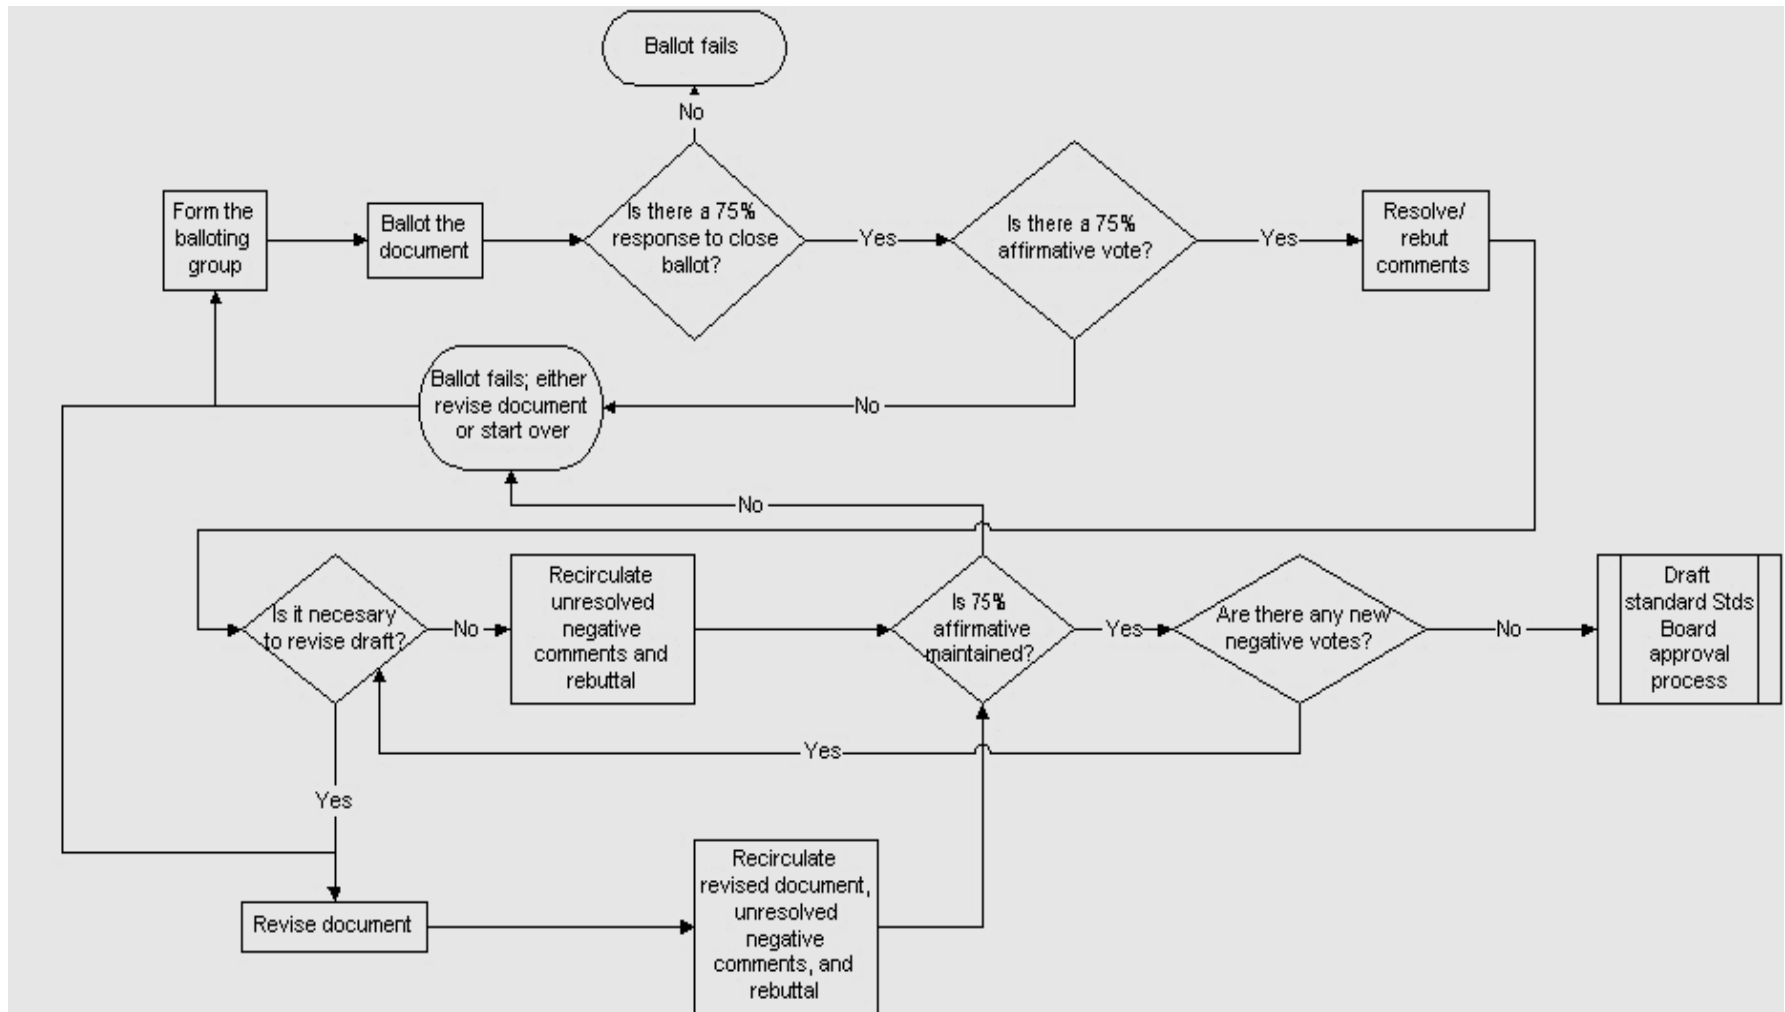 Ballot fails
No
Form the
balloting
group
Ballot the
document
Is there a 75%
response to close
ballot?
Yes
Is there a 75%
affirmative vote?
Yes
Resolve/
rebut
comments
Ballot fails; either
revise document
or start over
No
No
Is it necesary
to revise draft?
No
Recirculate
unresolved
negative
comments and
rebuttal
Is 75%
affirmative
maintained?
Yes
Are there any new
negative votes?
No
Draft
standard Stds
Board
approval
process
Yes
Yes
Revise document
Recirculate
revised document,
unresolved
negative
comments, and
rebuttal